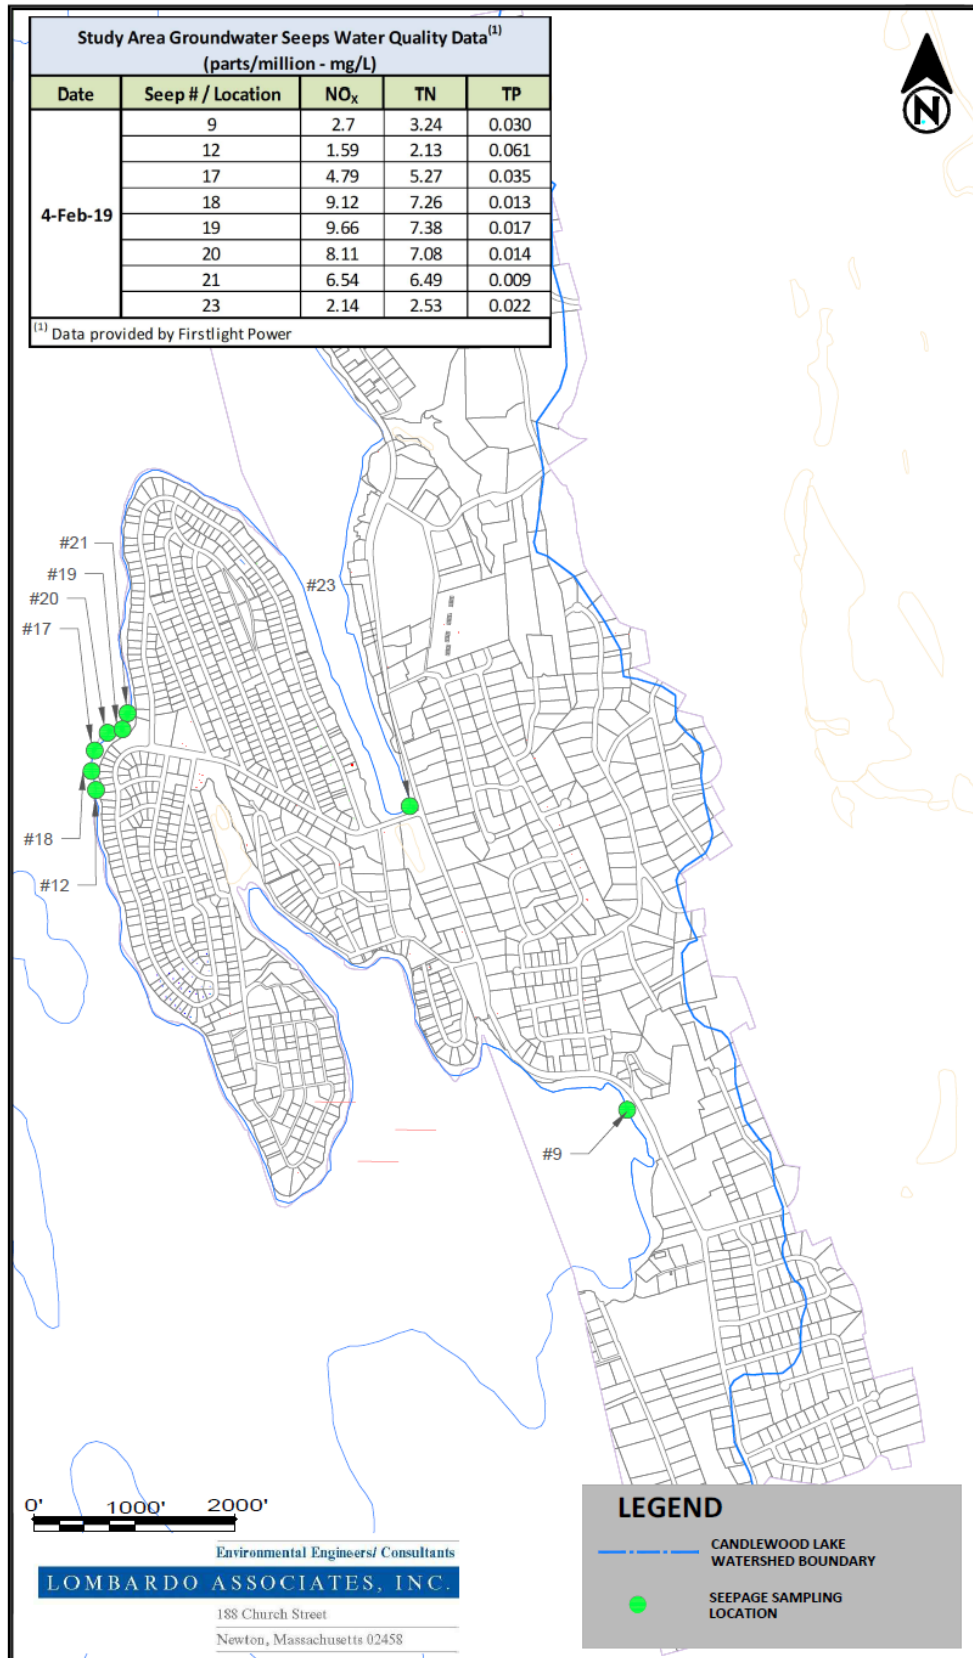 Study Area Groundwater Seeps Water Quality Data(1)
(parts/million - mg/L)
Date Seep # / Location NOx TN TP
4-Feb-19
9 2.7 3.24 0.030
12 1.59 2.13 0.061
17 4.79 5.27 0.035
18 9.12 7.26 0.013
19 9.66 7.38 0.017
20 8.11 7.08 0.014
21 6.54 6.49 0.009
23 2.14 2.53 0.022
(1) Data provided by Firstlight Power
N
#21
#19
#20
#17
#23
#18
#12
#9
0' 1000' 2000'
Environmental Engineers/ Consultants
LOMBARDO ASSOCIATES, INC.
188 Church Street
Newton, Massachusetts 02458
LEGEND
CANDLEWOOD LAKE
WATERSHED BOUNDARY
SEEPAGE SAMPLING
LOCATION